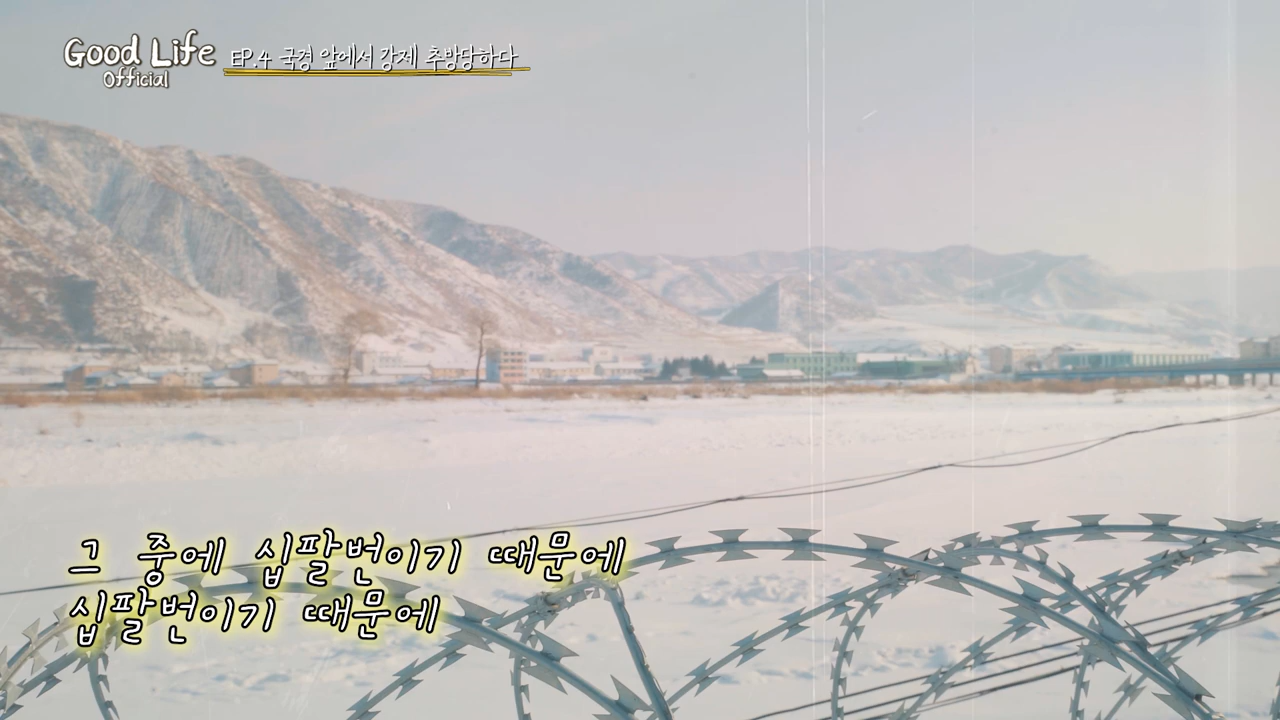 Good Life
Official
EP.4 국경 앞에서 강제 추방당하다
그 중에 십팔번이기 때문에
십팔번이기 때문에